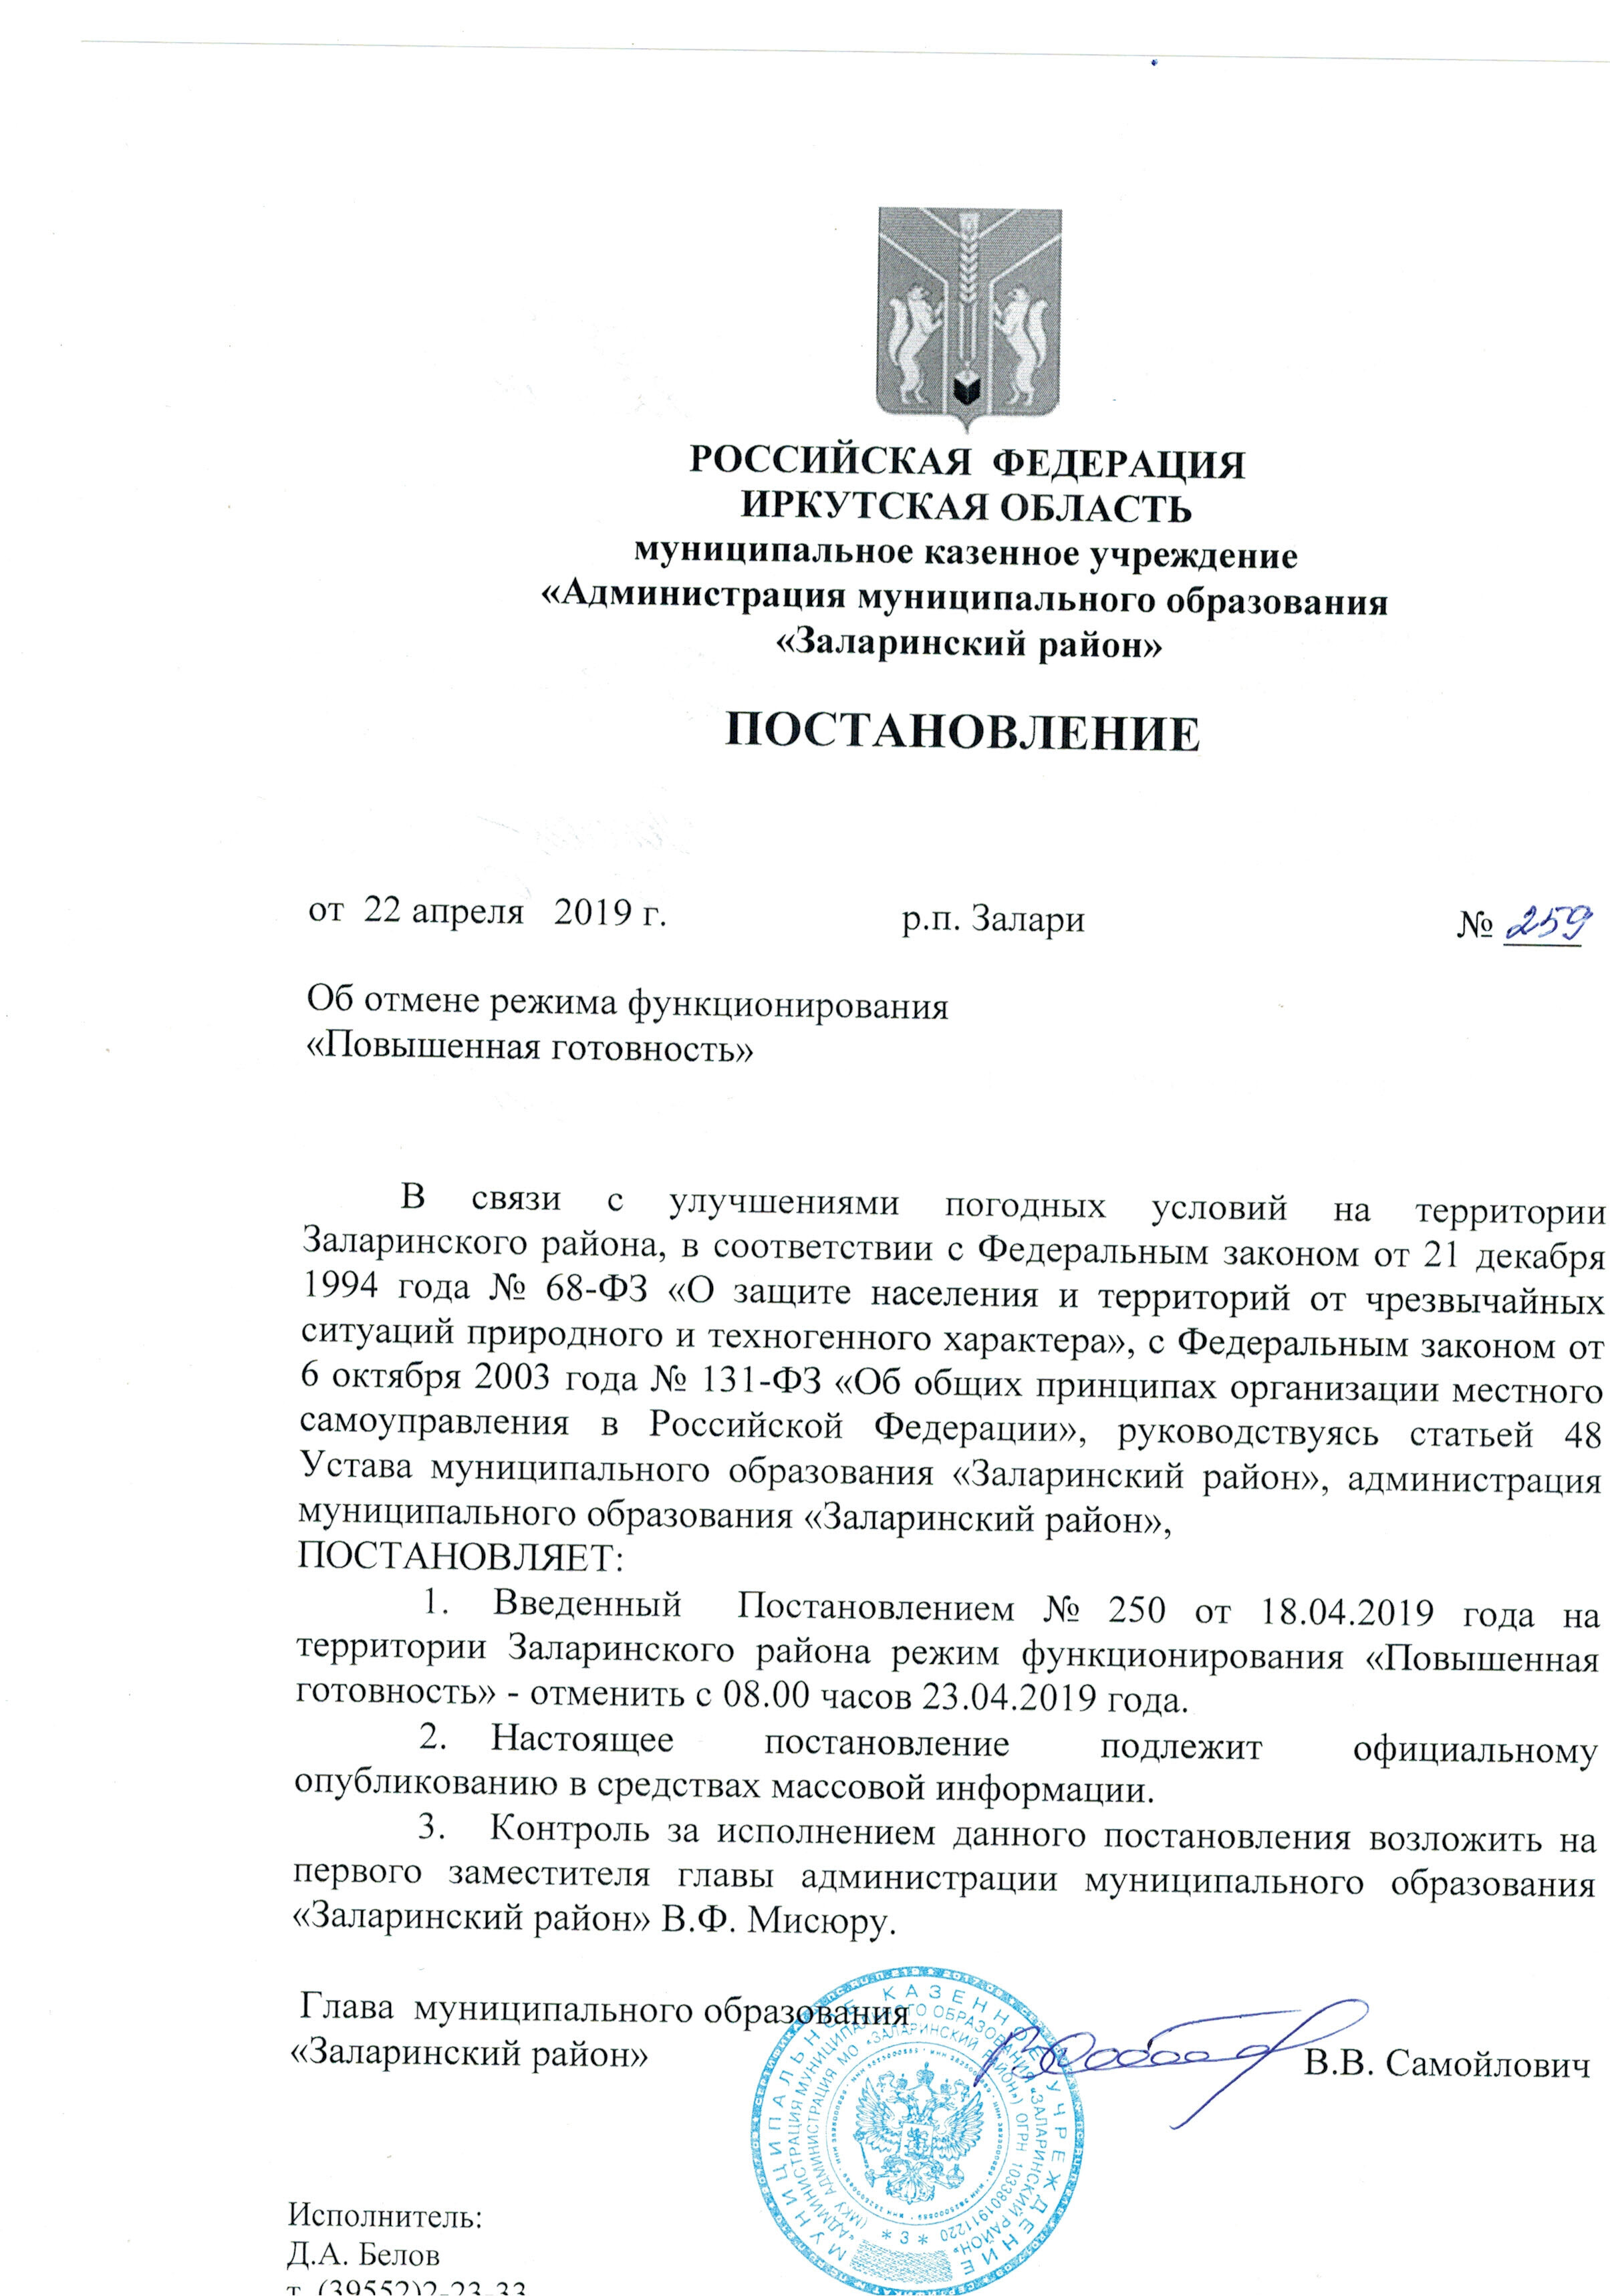 РОССИЙСКАЯ  ФЕДЕРАЦИЯ
ИРКУТСКАЯ ОБЛАСТЬ
муниципальное казенное учреждение
«Администрация муниципального образования
«Заларинский район»
ПОСТАНОВЛЕНИЕ
от  22 апреля   2019 г. р.п. Залари № 259
Об отмене режима функционирования
«Повышенная готовность»
В связи с улучшениями погодных условий на территории
Заларинского района, в соответствии с Федеральным законом от 21 декабря
1994 года № 68-ФЗ «О защите населения и территорий от чрезвычайных
ситуаций природного и техногенного характера», с Федеральным законом от
6 октября 2003 года № 131-ФЗ «Об общих принципах организации местного
самоуправления в Российской Федерации», руководствуясь статьей 48
Устава муниципального образования «Заларинский район», администрация
муниципального образования «Заларинский район»,
ПОСТАНОВЛЯЕТ:
1. Введенный Постановлением № 250 от 18.04.2019 года на
территории Заларинского района режим функционирования «Повышенная
готовность» - отменить с 08.00 часов 23.04.2019 года.
2. Настоящее постановление подлежит официальному
опубликованию в средствах массовой информации.
3. Контроль за исполнением данного постановления возложить на
первого заместителя главы администрации муниципального образования
«Заларинский район» В.Ф. Мисюру.
Глава  муниципального образования
«Заларинский район» В.В. Самойлович
МУНИЦИПАЛЬНОЕ КАЗЕННОЕ УЧРЕЖДЕНИЕ
«АДМИНИСТРАЦИЯ МУНИЦИПАЛЬНОГО ОБРАЗОВАНИЯ «ЗАЛАРИНСКИЙ РАЙОН»
(МКУ АДМИНИСТРАЦИЯ МО «ЗАЛАРИНСКИЙ РАЙОН») ОГРН 1033801911220 * 3 *
Исполнитель:
Д.А. Белов
т. (39552)2-23-33